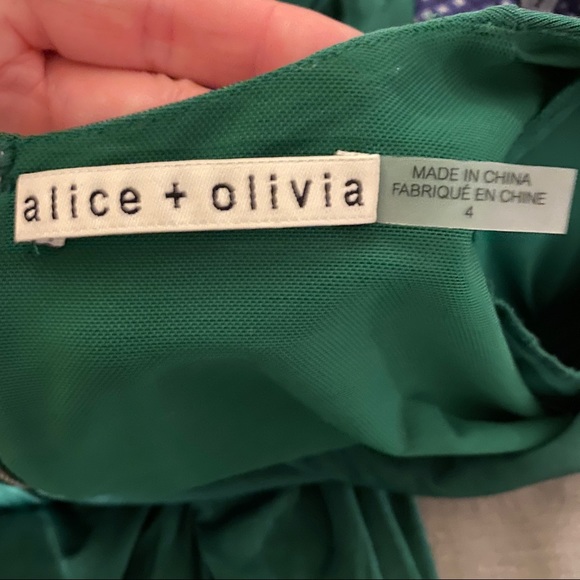 alice + olivia
MADE IN CHINA
FABRIQUÉ EN CHINE
4